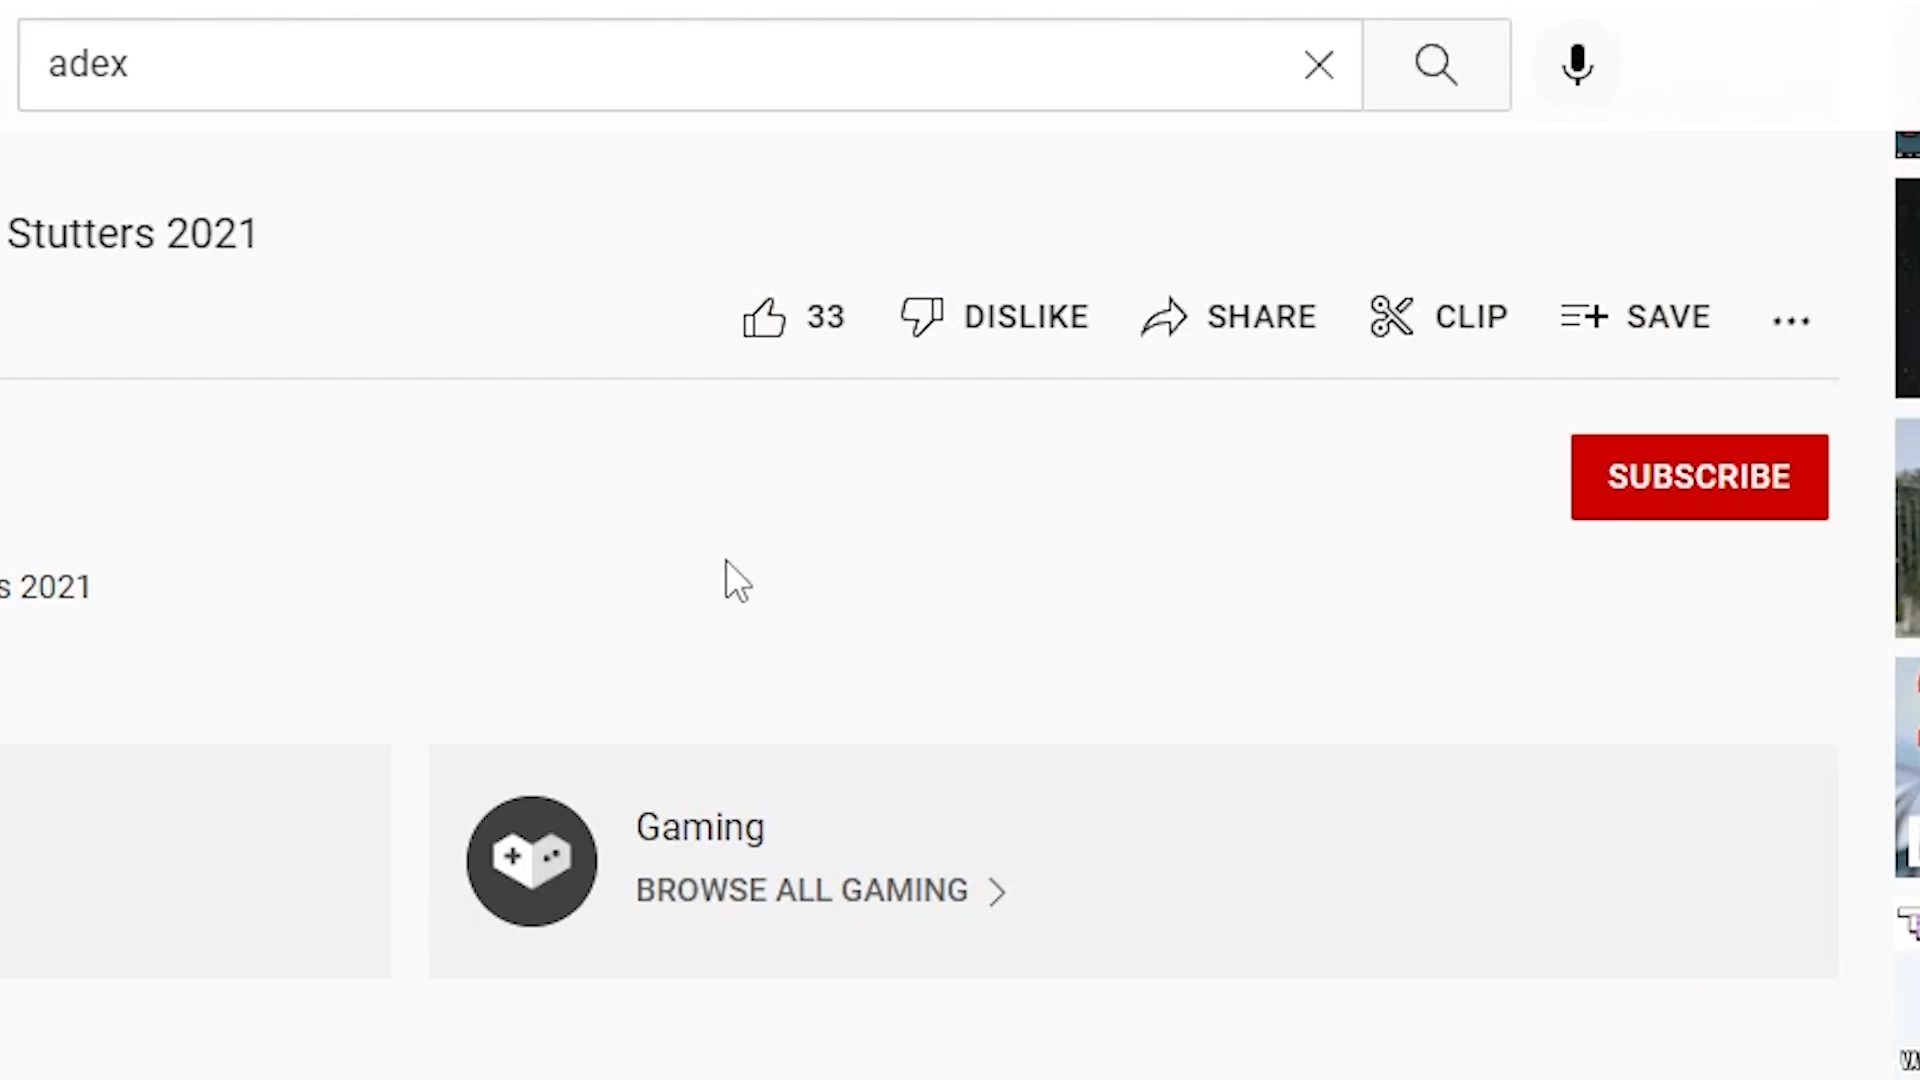 adex
Stutters 2021
33 DISLIKE SHARE CLIP SAVE
SUBSCRIBE
s 2021
Gaming
BROWSE ALL GAMING